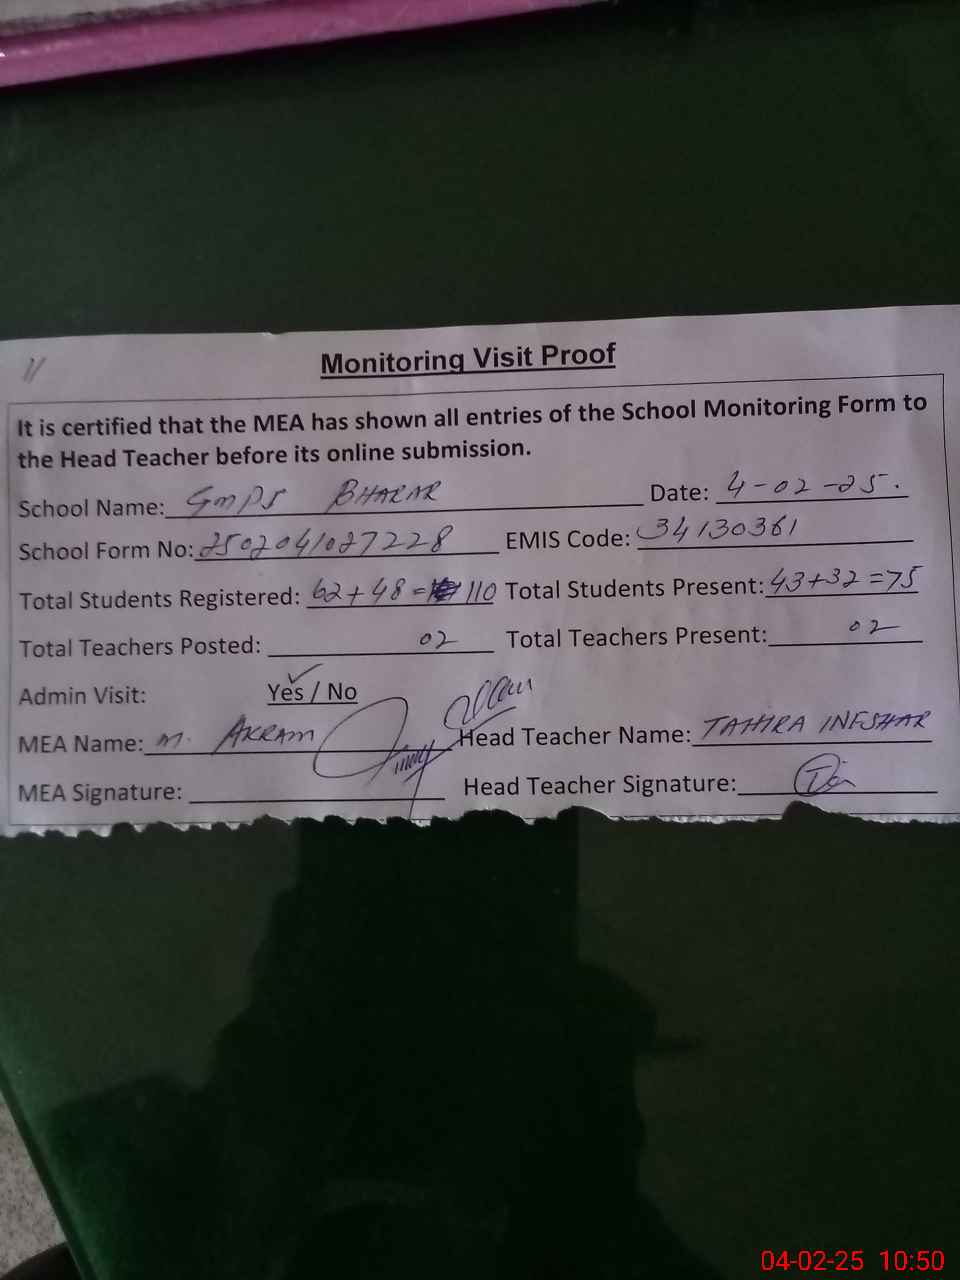 11
Monitoring Visit Proof
It is certified that the MEA has shown all entries of the School Monitoring Form to
the Head Teacher before its online submission.
School Name: GMPS BHARAR Date: 4-02-25.
School Form No: 2502041027228 EMIS Code: 34130361
Total Students Registered: 62+48= 110 Total Students Present: 43+32=75
Total Teachers Posted: 02 Total Teachers Present: 02
Admin Visit: Yes / No
MEA Name: M. AKRAM Head Teacher Name: TAHIRA INFSHAR
MEA Signature: Head Teacher Signature:
04-02-25 10:50